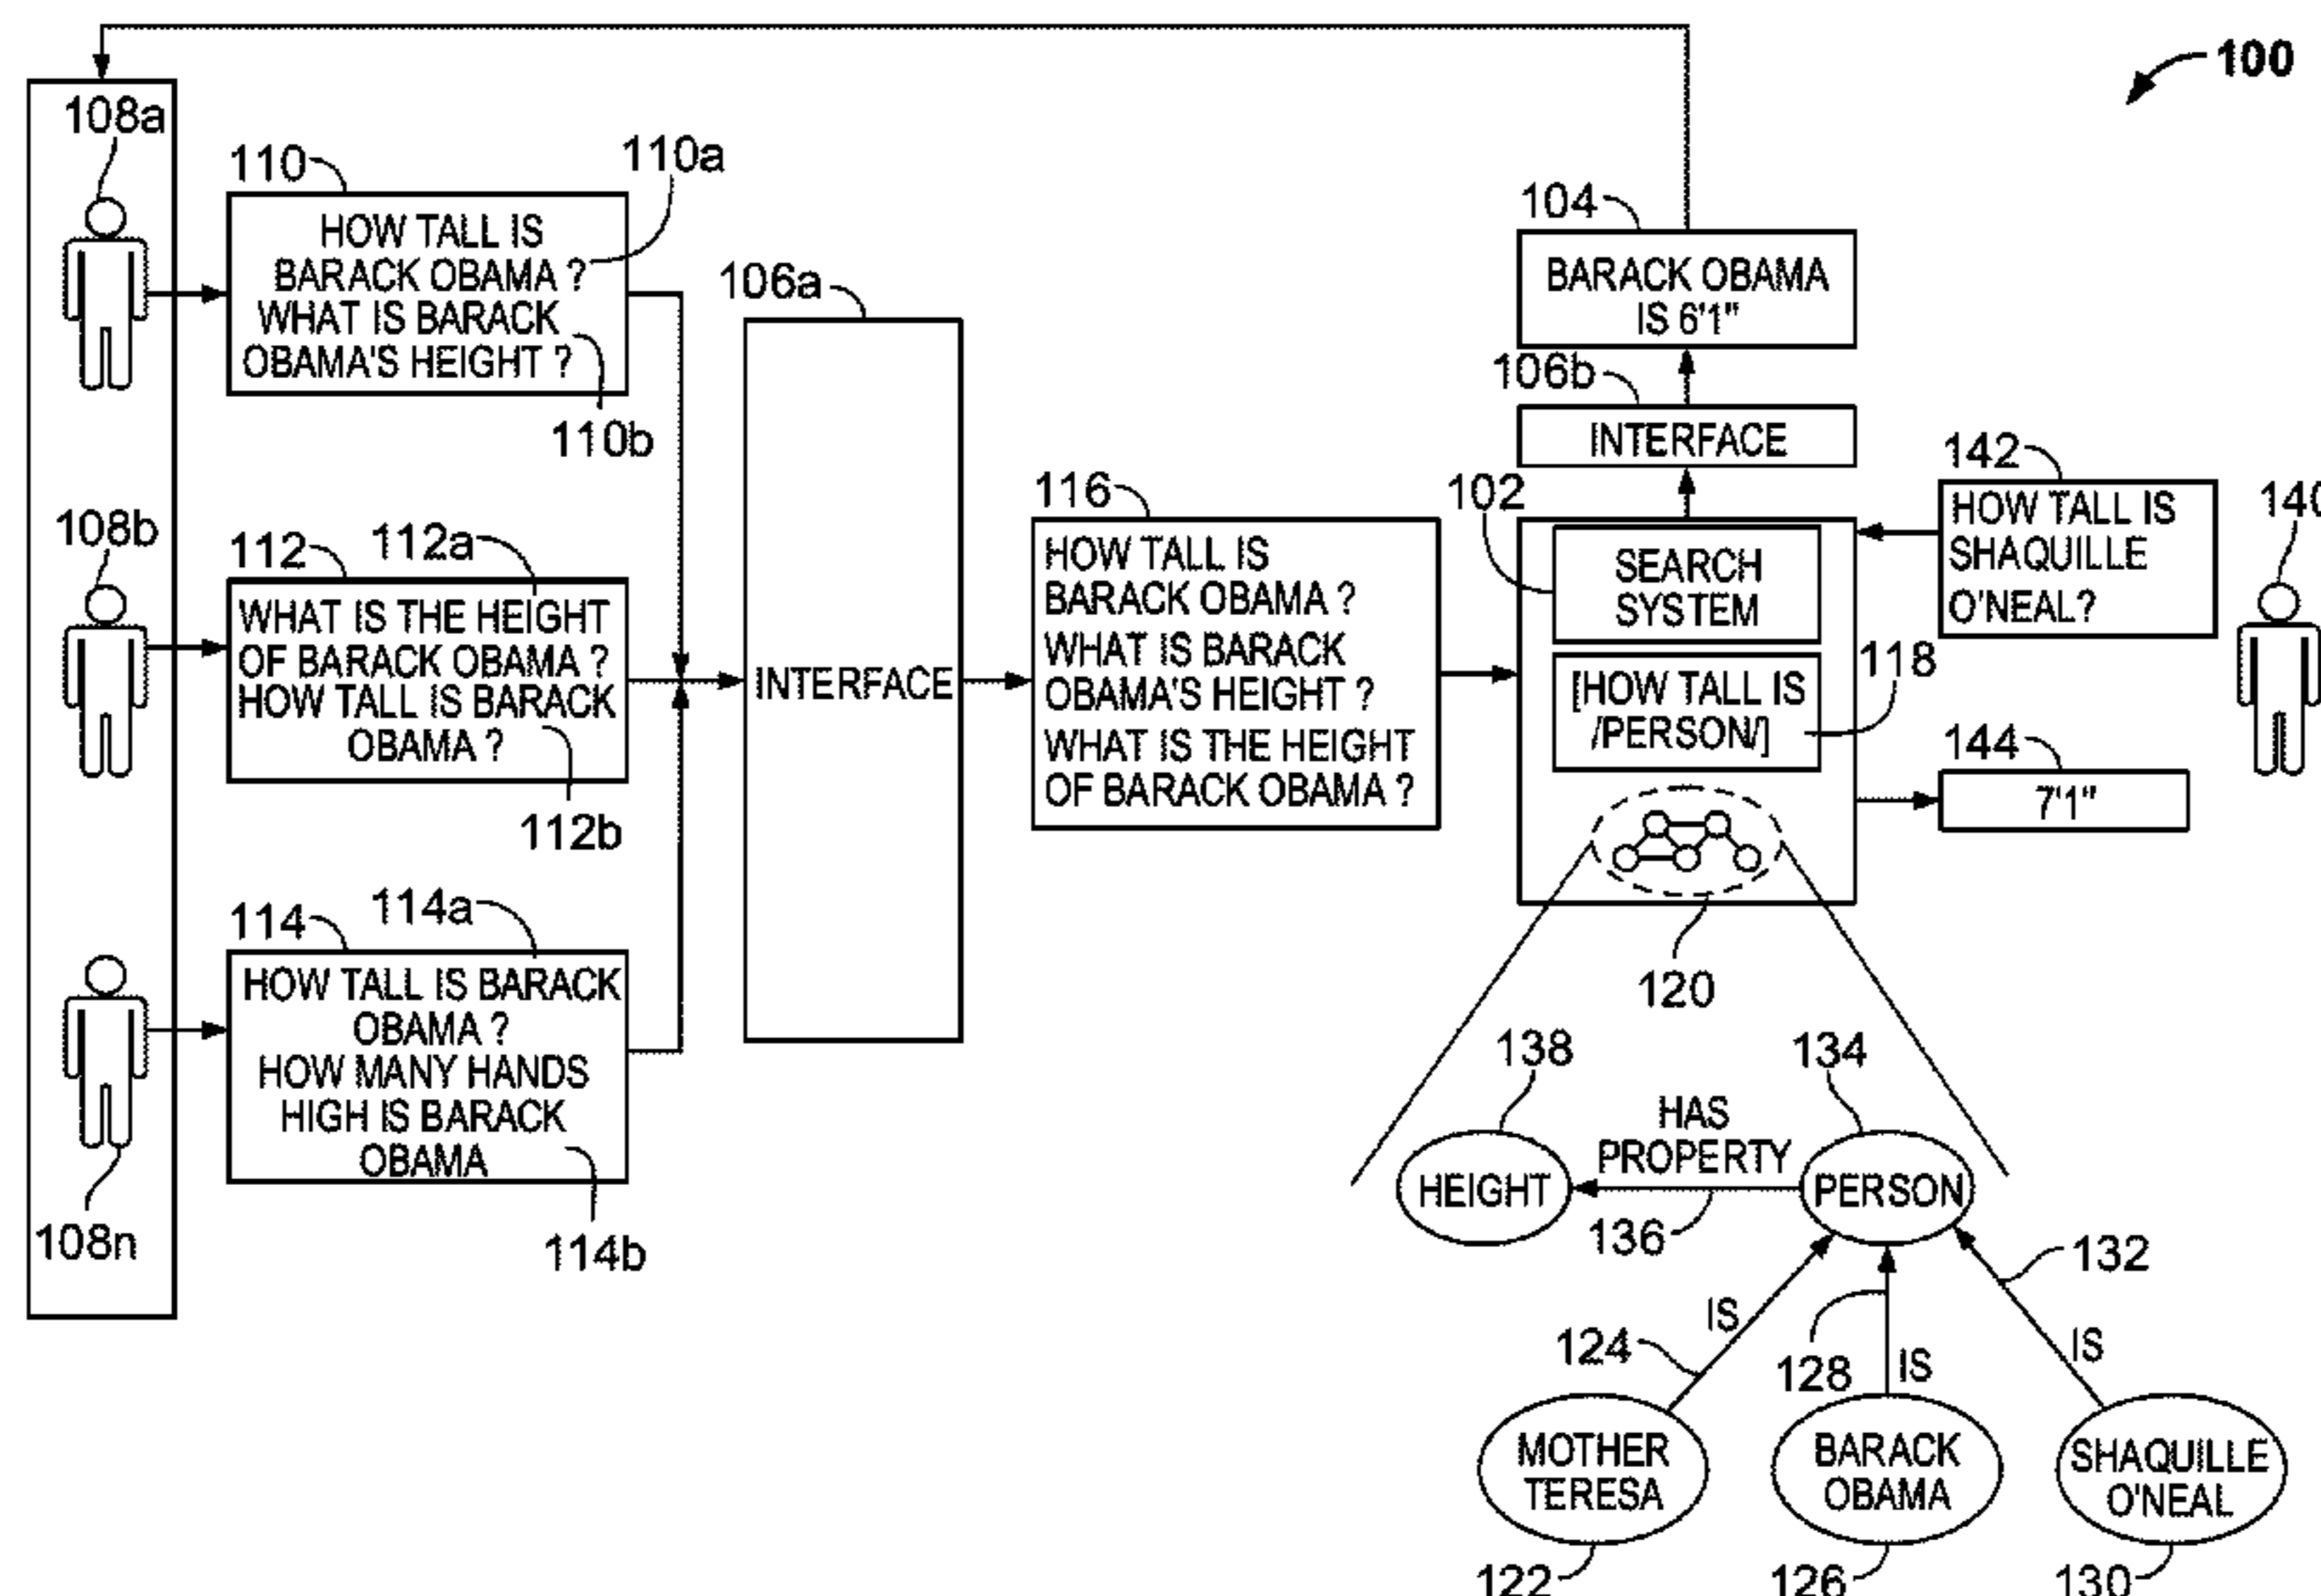 100
108a
110
110a
HOW TALL IS
BARACK OBAMA ?
WHAT IS BARACK
OBAMA'S HEIGHT ?
110b
108b
112
112a
WHAT IS THE HEIGHT
OF BARACK OBAMA ?
HOW TALL IS BARACK
OBAMA ?
112b
114
114a
HOW TALL IS BARACK
OBAMA ?
HOW MANY HANDS
HIGH IS BARACK
OBAMA
114b
108n
106a
INTERFACE
116
HOW TALL IS
BARACK OBAMA ?
WHAT IS BARACK
OBAMA'S HEIGHT ?
WHAT IS THE HEIGHT
OF BARACK OBAMA ?
104
BARACK OBAMA
IS 6'1"
106b
INTERFACE
102
SEARCH
SYSTEM
118
[HOW TALL IS
/PERSON/]
120
142
HOW TALL IS
SHAQUILLE
O'NEAL?
140
144
7'1"
138
HEIGHT
HAS
PROPERTY
136
134
PERSON
132
124
IS
128
IS
IS
MOTHER
TERESA
BARACK
OBAMA
SHAQUILLE
O'NEAL
122
126
130